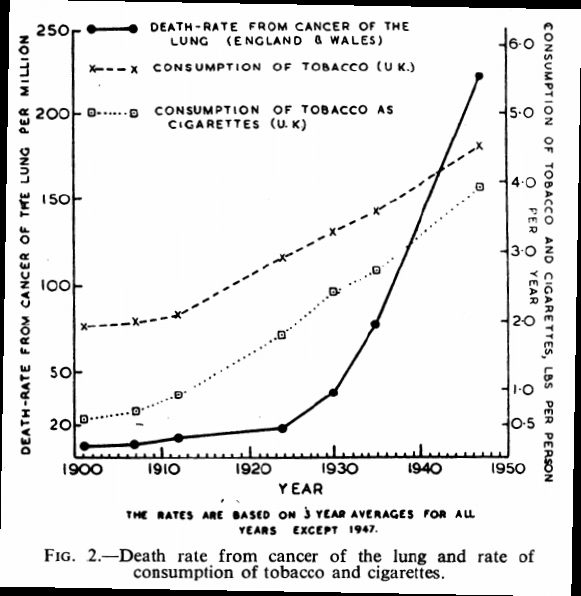 DEATH-RATE FROM CANCER OF THE
LUNG (ENGLAND & WALES)
CONSUMPTION OF TOBACCO (U.K.)
CONSUMPTION OF TOBACCO AS
CIGARETTES (U.K)
DEATH-RATE FROM CANCER OF THE LUNG PER MILLION
250
200
150
100
50
20
CONSUMPTION OF TOBACCO AND CIGARETTES, LBS PER PERSON
PER YEAR
6·0
5·0
4·0
3·0
2·0
1·0
0·5
1900 1910 1920 1930 1940 1950
YEAR
THE RATES ARE BASED ON 3 YEAR AVERAGES FOR ALL
YEARS EXCEPT 1947.
FIG. 2.—Death rate from cancer of the lung and rate of
consumption of tobacco and cigarettes.